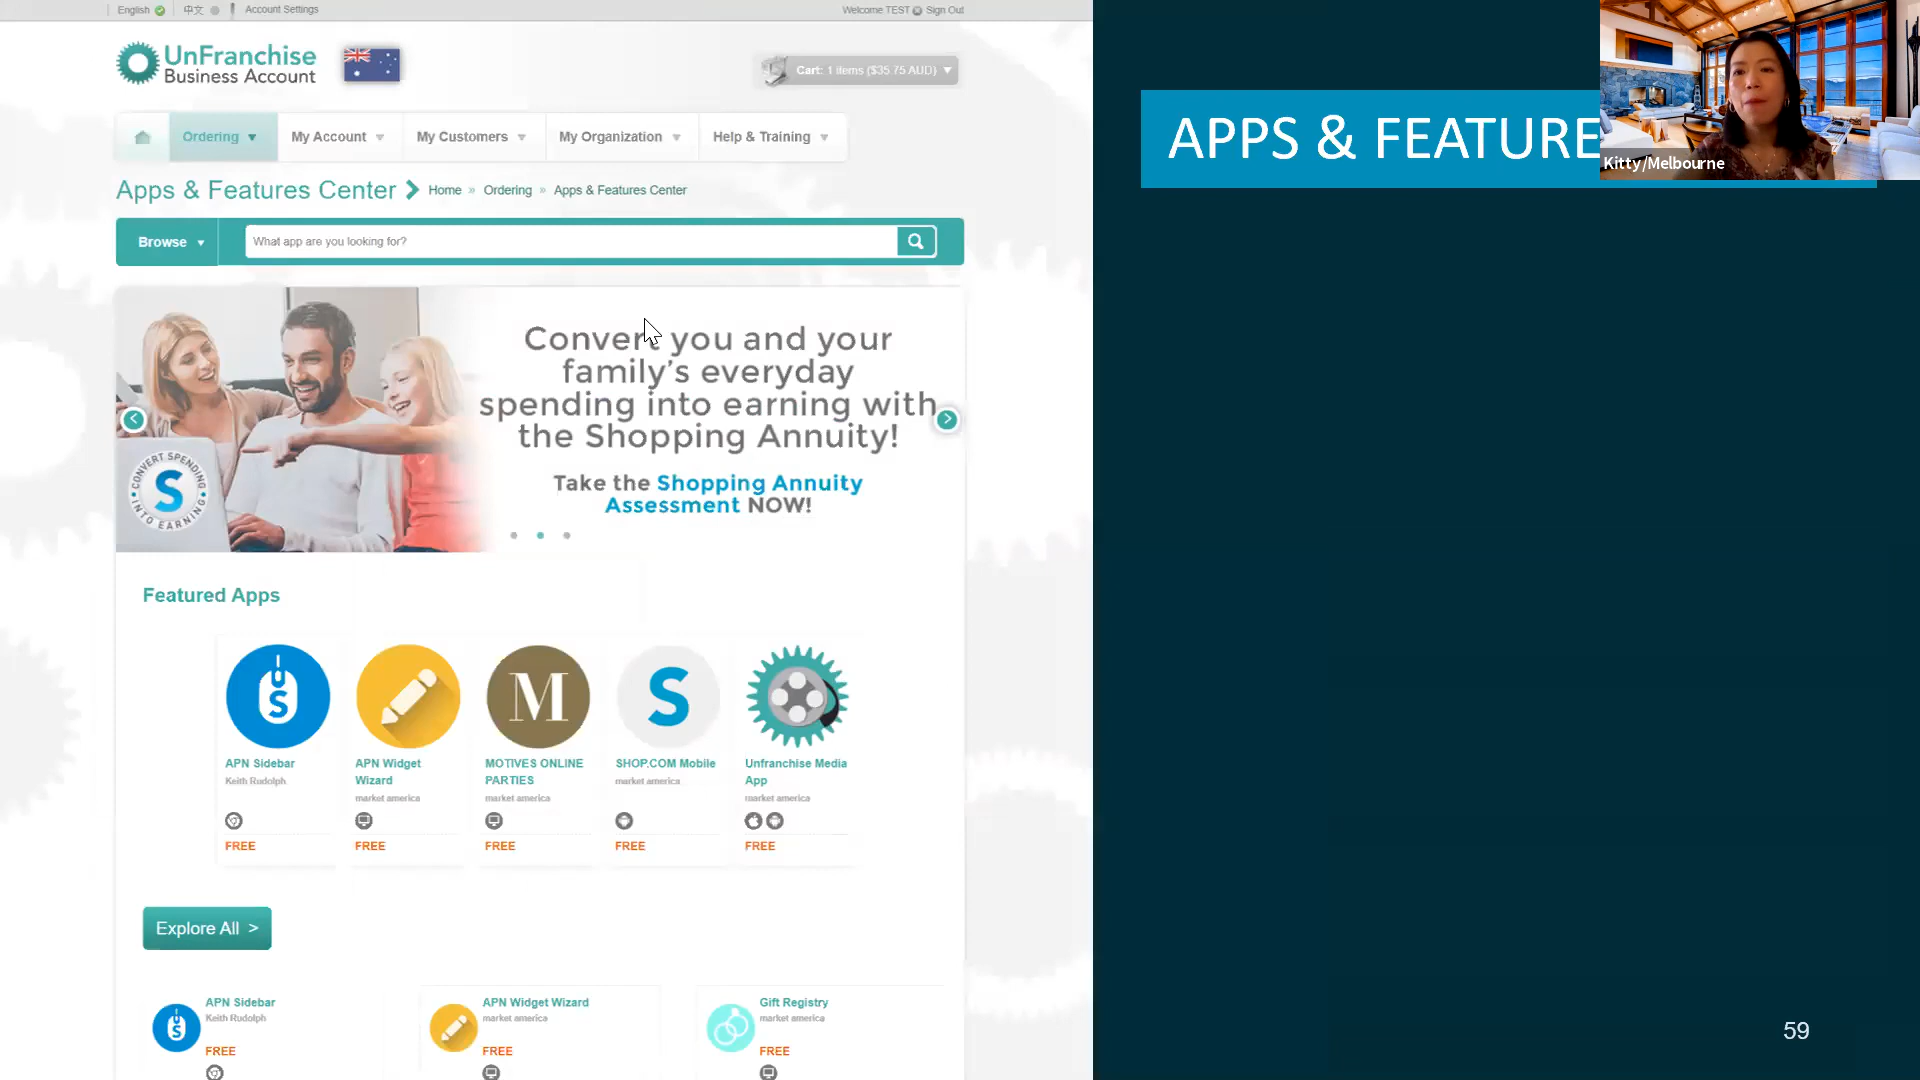 English
中文
Account Settings
Welcome TEST
Sign Out
UnFranchise
Business Account
Cart: 1 items ($35.75 AUD)
Ordering
My Account
My Customers
My Organization
Help & Training
Apps & Features Center
Home » Ordering » Apps & Features Center
Browse
What app are you looking for?
Convert you and your
family's everyday
spending into earning with
the Shopping Annuity!
Take the Shopping Annuity
Assessment NOW!
CONVERT SPENDING
S
INTO EARNING
Featured Apps
APN Sidebar
Keith Rudolph
FREE
APN Widget
Wizard
market america
FREE
M
MOTIVES ONLINE
PARTIES
market america
FREE
S
SHOP.COM Mobile
market america
FREE
Unfranchise Media
App
market america
FREE
Explore All >
APN Sidebar
Keith Rudolph
FREE
APN Widget Wizard
market america
FREE
Gift Registry
market america
FREE
APPS & FEATURE
Kitty/Melbourne
59